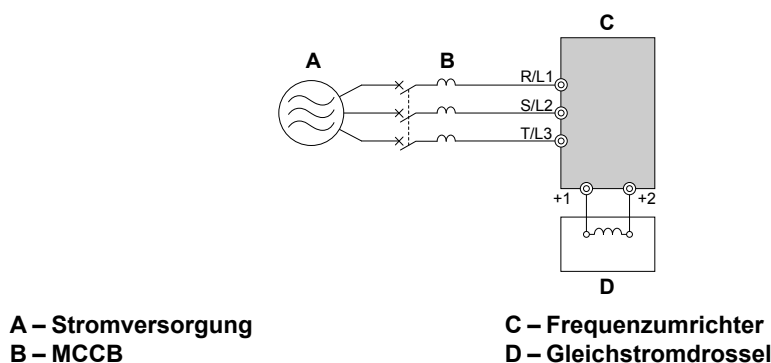 C
A
B
R/L1
S/L2
T/L3
+1
+2
D
A – Stromversorgung
B – MCCB
C – Frequenzumrichter
D – Gleichstromdrossel